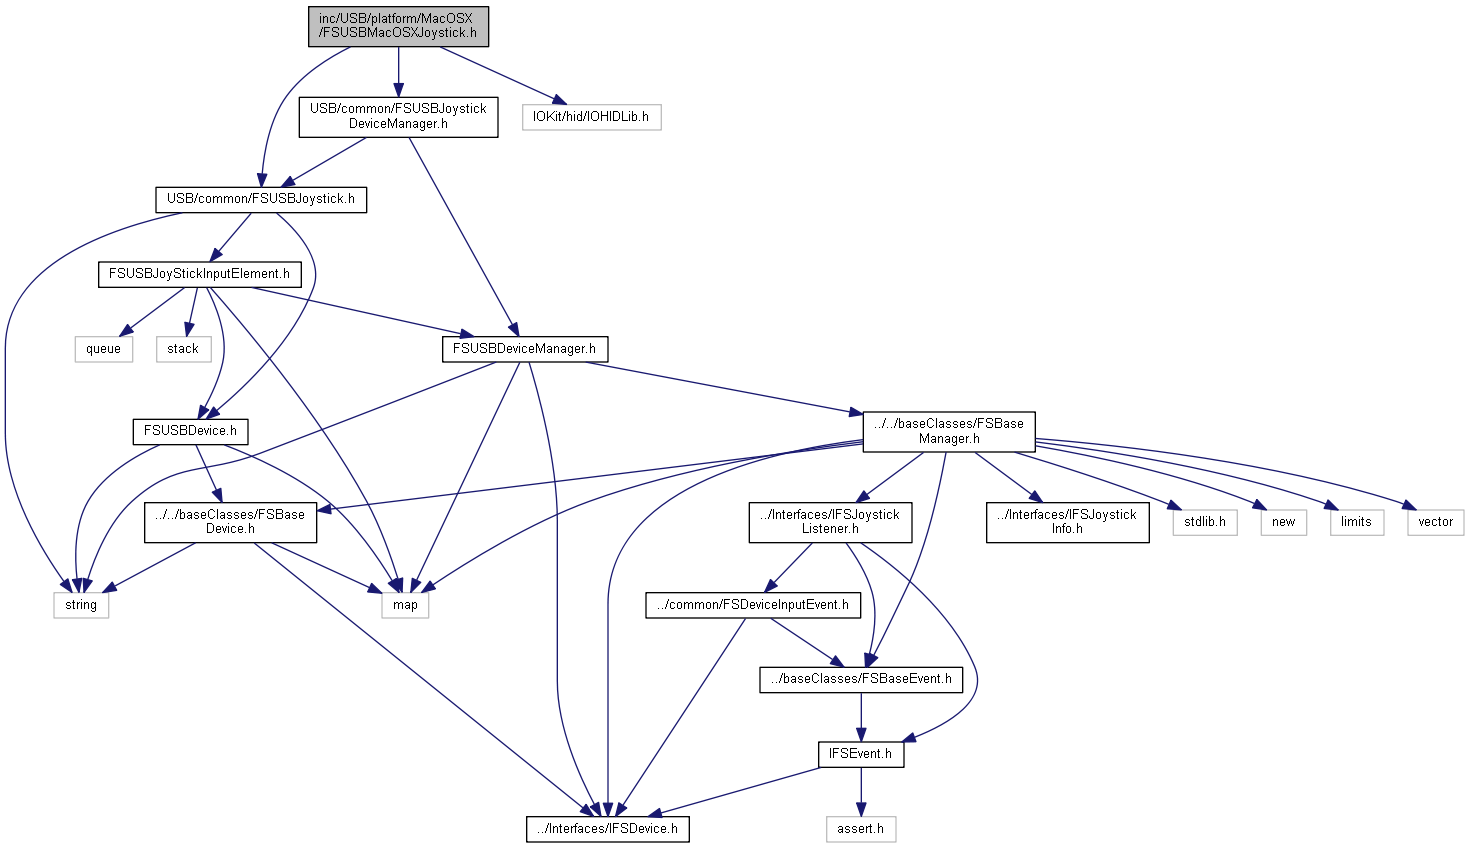 inc/USB/platform/MacOSX
/FSUSBMacOSXJoystick.h
USB/common/FSUSBJoystick
DeviceManager.h
IOKit/hid/IOHIDLib.h
USB/common/FSUSBJoystick.h
FSUSBJoyStickInputElement.h
queue
stack
FSUSBDeviceManager.h
FSUSBDevice.h
../../baseClasses/FSBase
Manager.h
../../baseClasses/FSBase
Device.h
../Interfaces/IFSJoystick
Listener.h
../Interfaces/IFSJoystick
Info.h
stdlib.h
new
limits
vector
string
map
../common/FSDeviceInputEvent.h
../baseClasses/FSBaseEvent.h
IFSEvent.h
../Interfaces/IFSDevice.h
assert.h